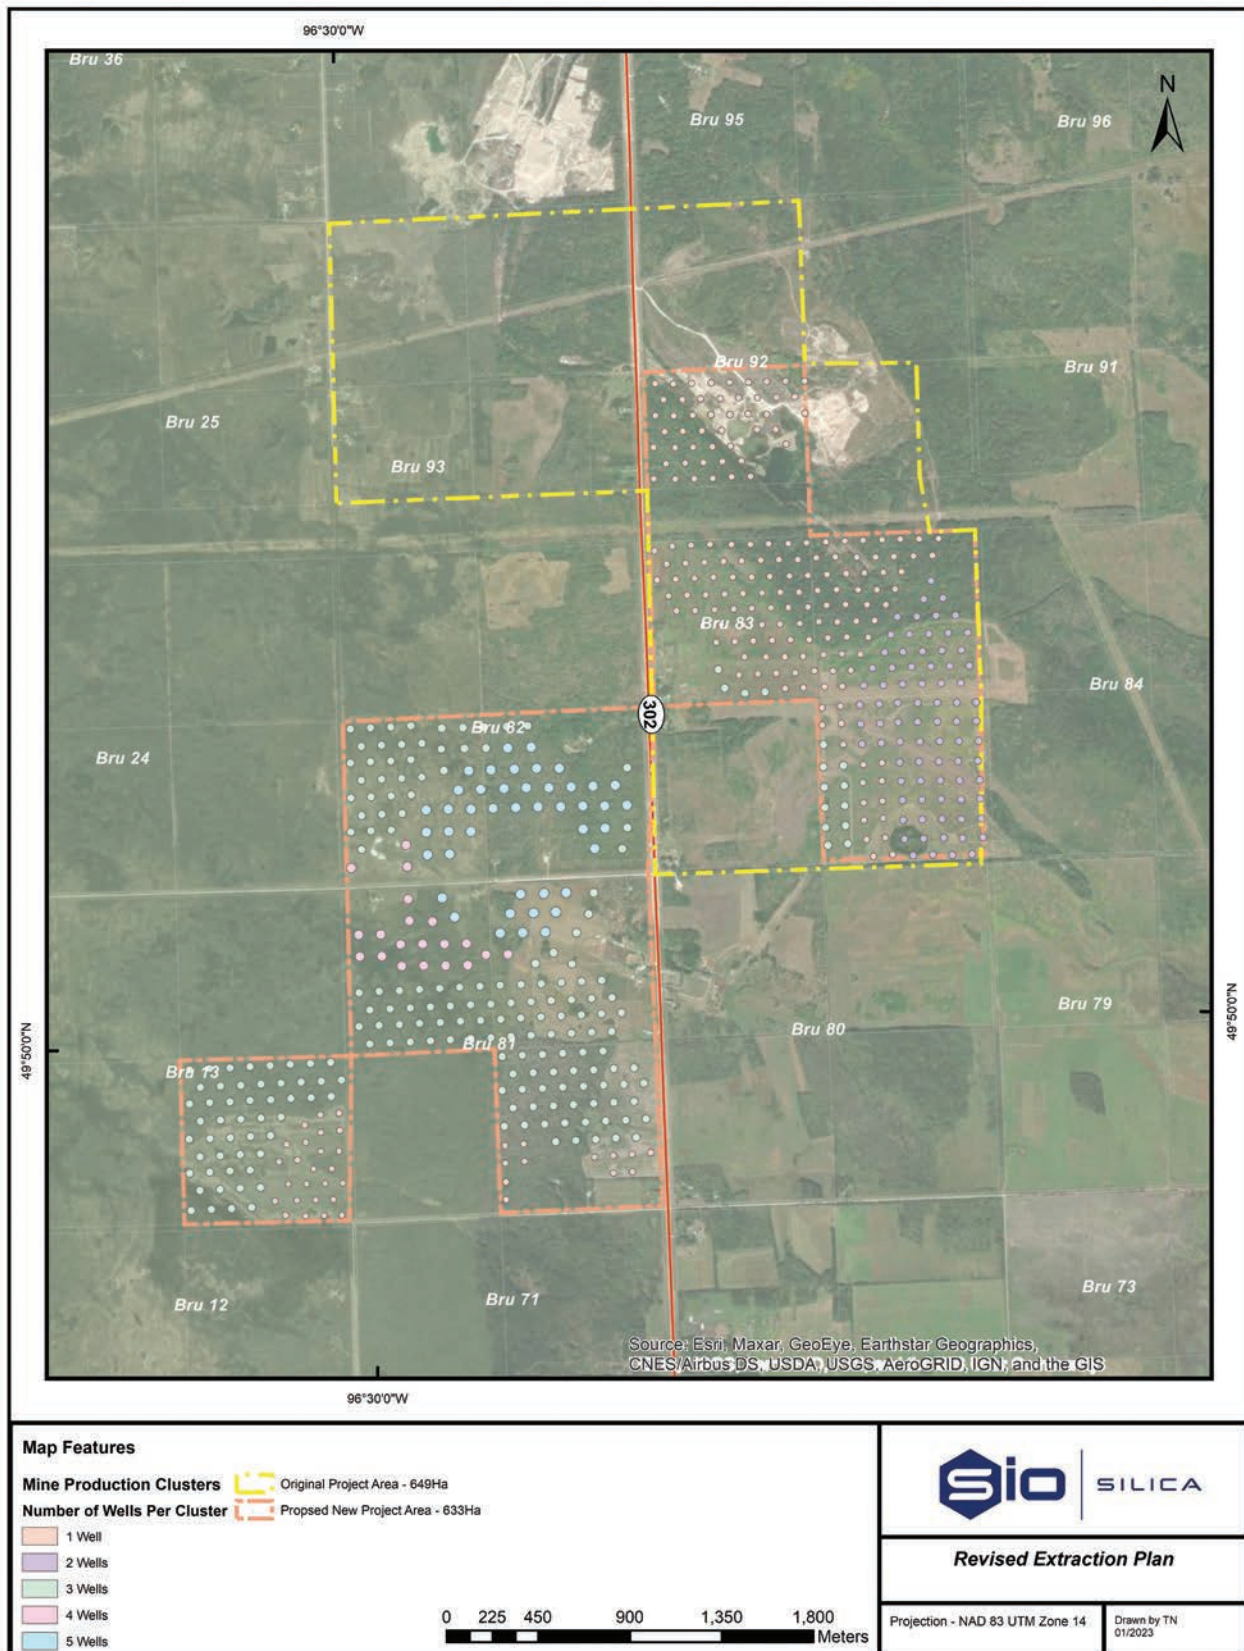 96°30'0"W
Bru 36
N
Bru 95
Bru 96
Bru 92
Bru 91
Bru 25
Bru 93
Bru 83
Bru 84
302
Bru 82
Bru 24
Bru 79
49°50'0"N
49°50'0"N
Bru 80
Bru 81
Bru 13
Bru 73
Bru 12
Bru 71
Source: Esri, Maxar, GeoEye, Earthstar Geographics,
CNES/Airbus DS, USDA, USGS, AeroGRID, IGN, and the GIS
96°30'0"W
Map Features
Mine Production Clusters
Original Project Area - 649Ha
Number of Wells Per Cluster
Propsed New Project Area - 633Ha
1 Well
2 Wells
3 Wells
4 Wells
5 Wells
0 225 450 900 1,350 1,800
Meters
sio SILICA
Revised Extraction Plan
Projection - NAD 83 UTM Zone 14
Drawn by TN
01/2023